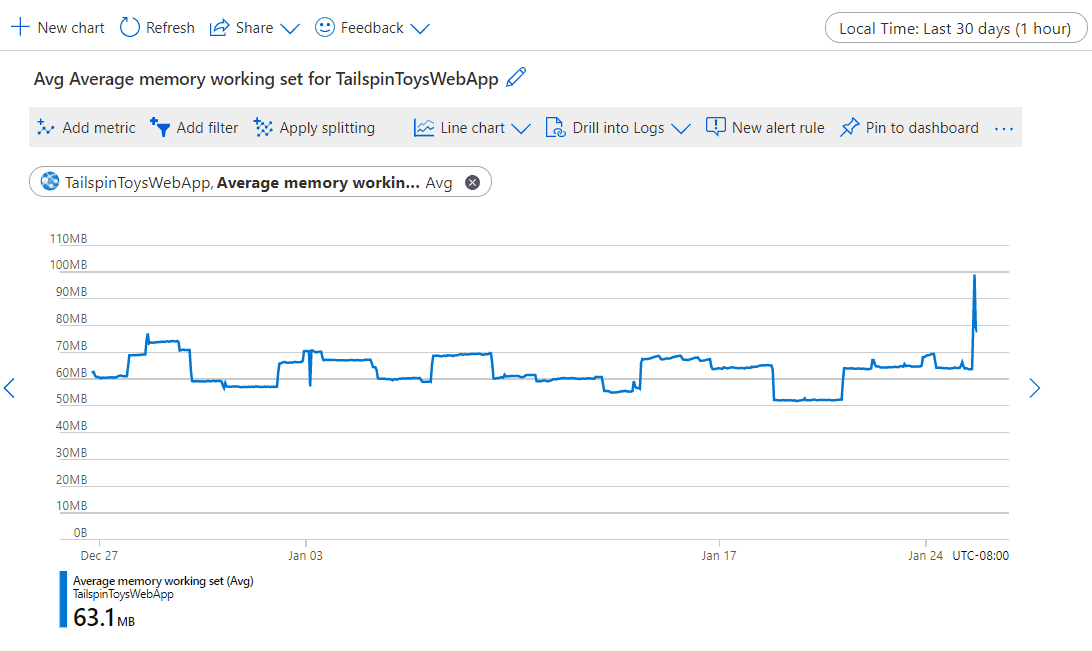 New chart Refresh Share Feedback Local Time: Last 30 days (1 hour)
Avg Average memory working set for TailspinToysWebApp
Add metric Add filter Apply splitting Line chart Drill into Logs New alert rule Pin to dashboard ...
TailspinToysWebApp, Average memory workin... Avg
110MB
100MB
90MB
80MB
70MB
60MB
50MB
40MB
30MB
20MB
10MB
0B
Dec 27 Jan 03 Jan 17 Jan 24 UTC-08:00
Average memory working set (Avg)
TailspinToysWebApp
63.1 MB